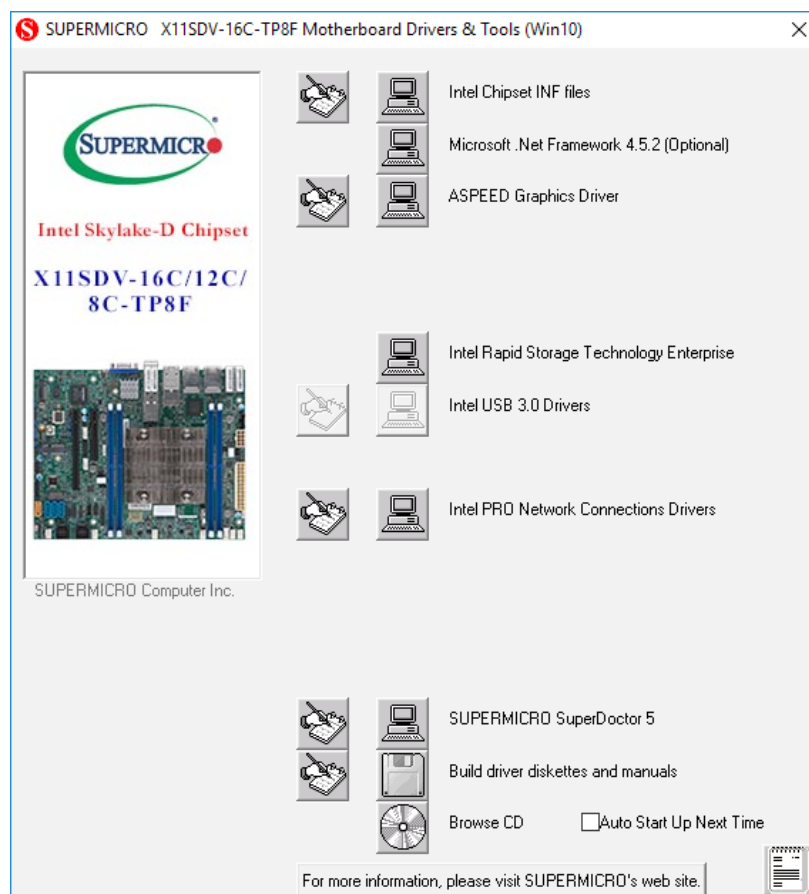 SUPERMICRO X11SDV-16C-TP8F Motherboard Drivers & Tools (Win10)
SUPERMICRO
Intel Skylake-D Chipset
X11SDV-16C/12C/
8C-TP8F
SUPERMICRO Computer Inc.
Intel Chipset INF files
Microsoft .Net Framework 4.5.2 (Optional)
ASPEED Graphics Driver
Intel Rapid Storage Technology Enterprise
Intel USB 3.0 Drivers
Intel PRO Network Connections Drivers
SUPERMICRO SuperDoctor 5
Build driver diskettes and manuals
Browse CD
Auto Start Up Next Time
For more information, please visit SUPERMICRO's web site.